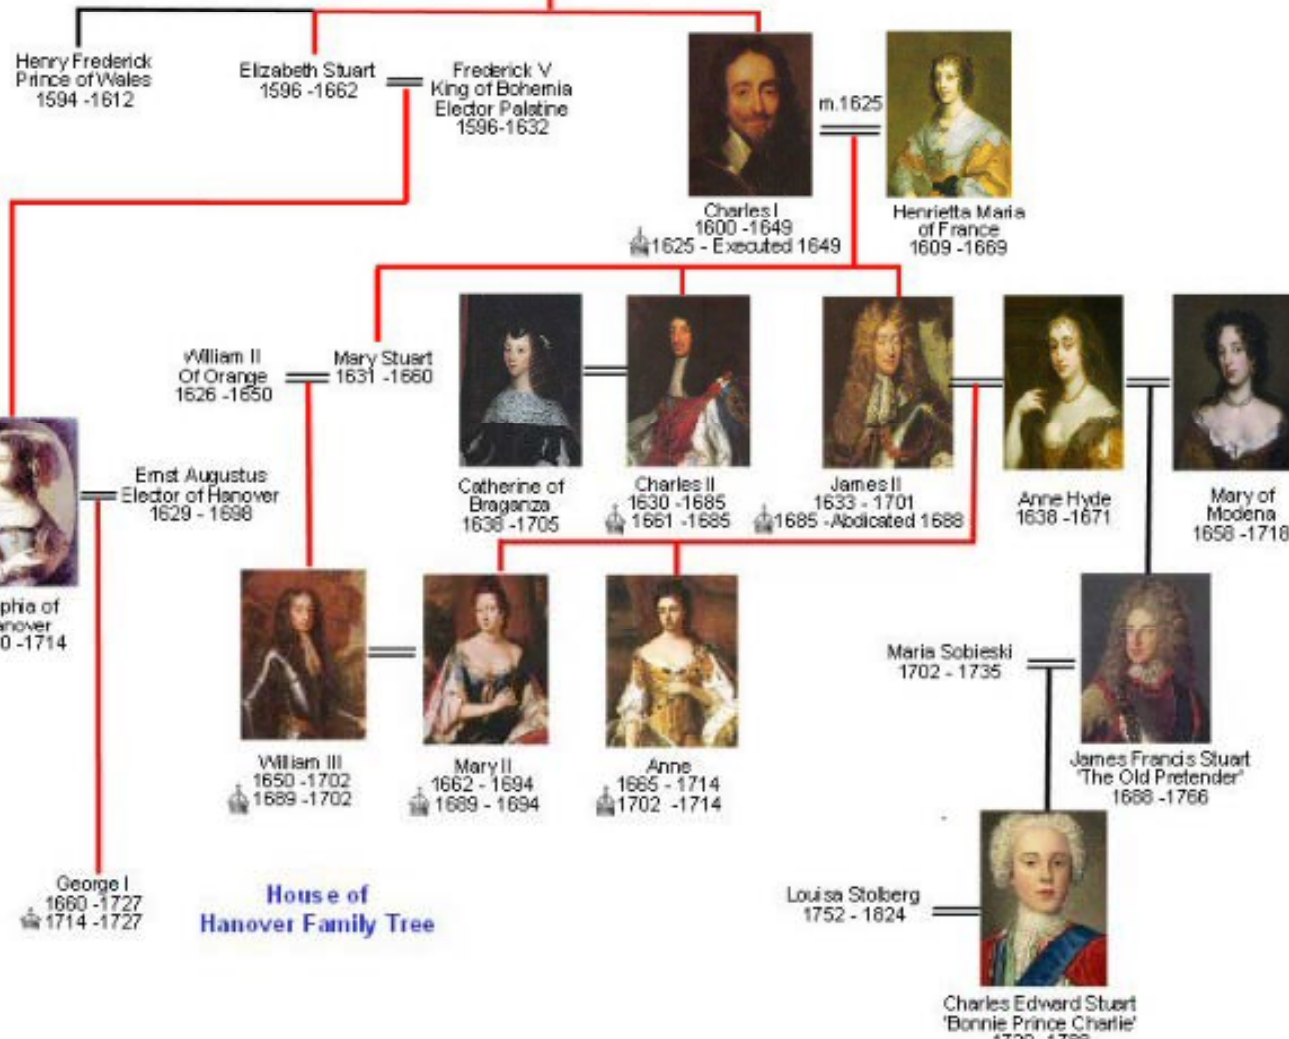 Henry Frederick
Prince of Wales
1594 -1612
Elizabeth Stuart
1596 -1662
Frederick V
King of Bohemia
Elector Palatine
1596-1632
m.1625
Charles I
1600 -1649
1625 - Executed 1649
Henrietta Maria
of France
1609 -1669
William II
Of Orange
1626 -1650
Mary Stuart
1631 -1660
Catherine of
Braganza
1638 -1705
Charles II
1630 -1685
1661 -1685
James II
1633 - 1701
1685 - Abdicated 1688
Anne Hyde
1638 -1671
Mary of
Modena
1658 -1718
Ernst Augustus
Elector of Hanover
1629 - 1698
phia of
anover
0 -1714
William III
1650 -1702
1689 -1702
Mary II
1662 - 1694
1689 - 1694
Anne
1665 - 1714
1702 -1714
Maria Sobieski
1702 - 1735
James Francis Stuart
'The Old Pretender'
1688 -1766
George I
1660 -1727
1714 -1727
House of
Hanover Family Tree
Louisa Stolberg
1752 - 1824
Charles Edward Stuart
'Bonnie Prince Charlie'